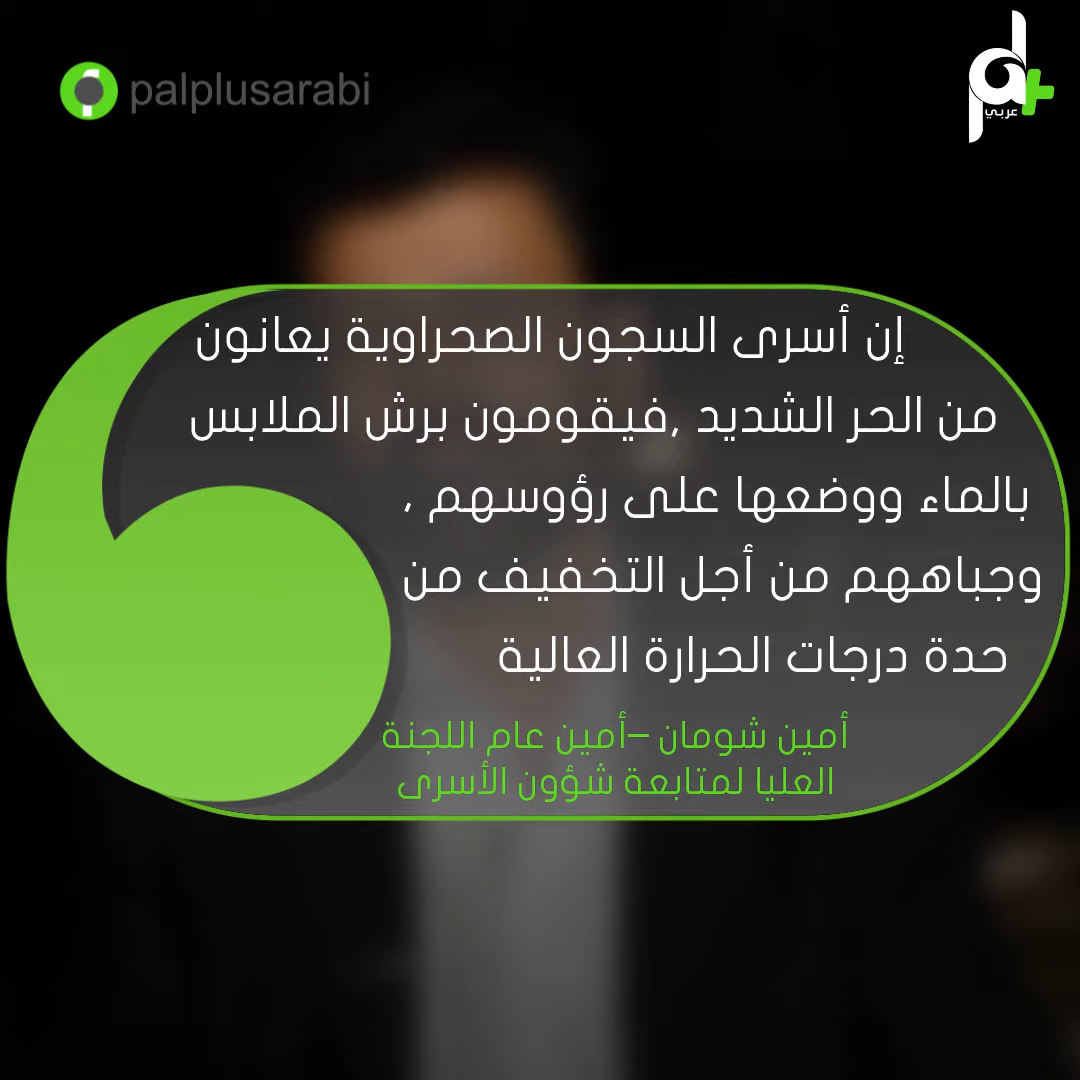 palplusarabi
عربي
إن أسرى السجون الصحراوية يعانون
من الحر الشديد ,فيقومون برش الملابس
بالماء ووضعها على رؤوسهم ،
وجباههم من أجل التخفيف من
حدة درجات الحرارة العالية
أمين شومان –أمين عام اللجنة
العليا لمتابعة شؤون الأسرى